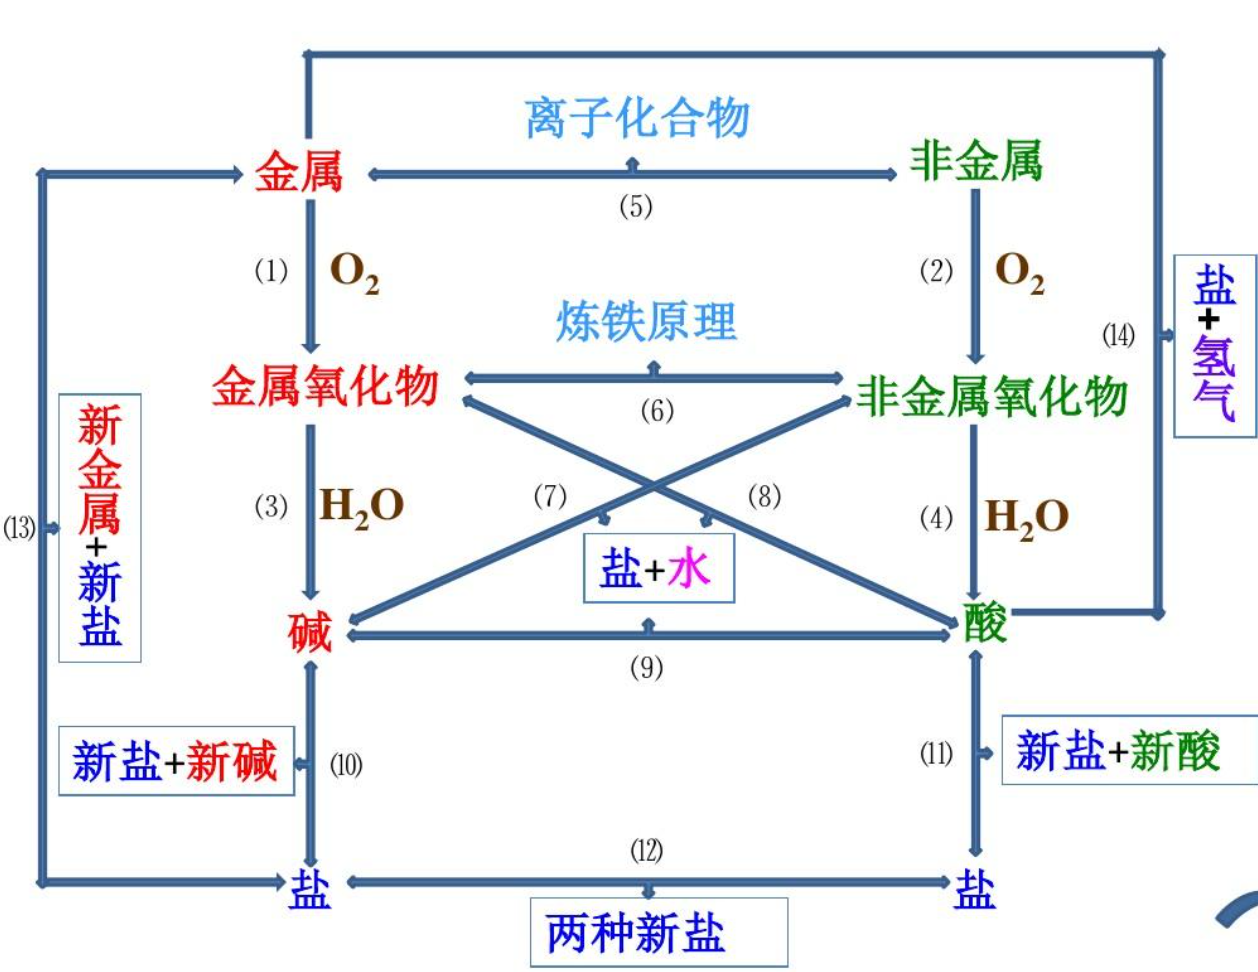 离子化合物
金属
非金属
(5)
(1)
O₂
(2)
O₂
盐+氢气
炼铁原理
(14)
金属氧化物
非金属氧化物
(6)
新金属+新盐
(3)
H₂O
(7)
(8)
(4)
H₂O
(13)
盐+水
碱
酸
(9)
新盐+新碱
(10)
(11)
新盐+新酸
(12)
盐
盐
两种新盐